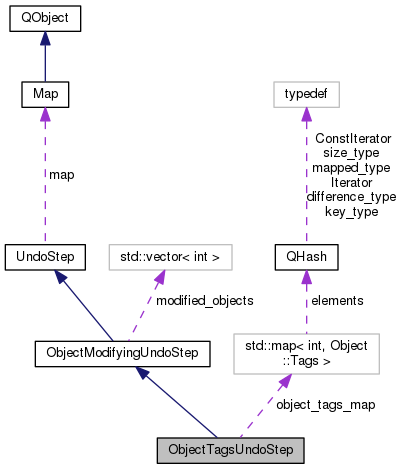 QObject
Map
typedef
ConstIterator
size_type
mapped_type
Iterator
difference_type
key_type
map
UndoStep
std::vector< int >
QHash
modified_objects
elements
ObjectModifyingUndoStep
std::map< int, Object
::Tags >
object_tags_map
ObjectTagsUndoStep